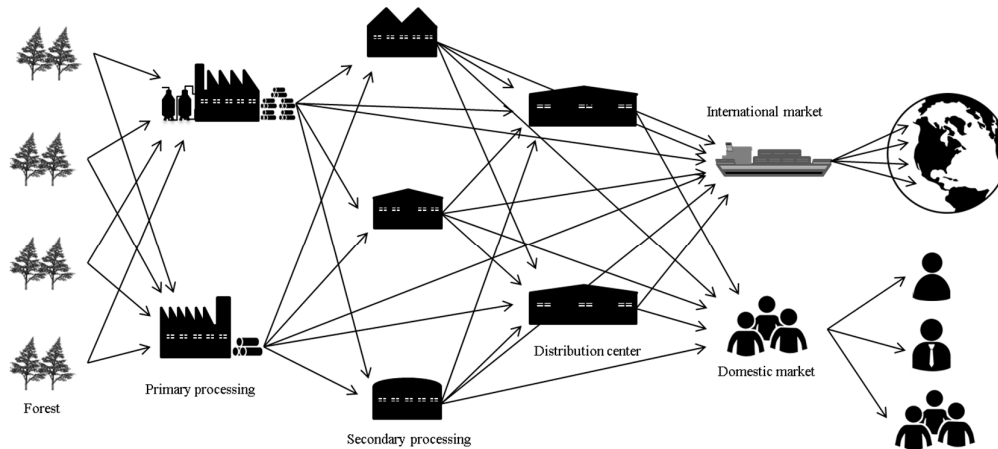 International market
Distribution center
Domestic market
Primary processing
Forest
Secondary processing